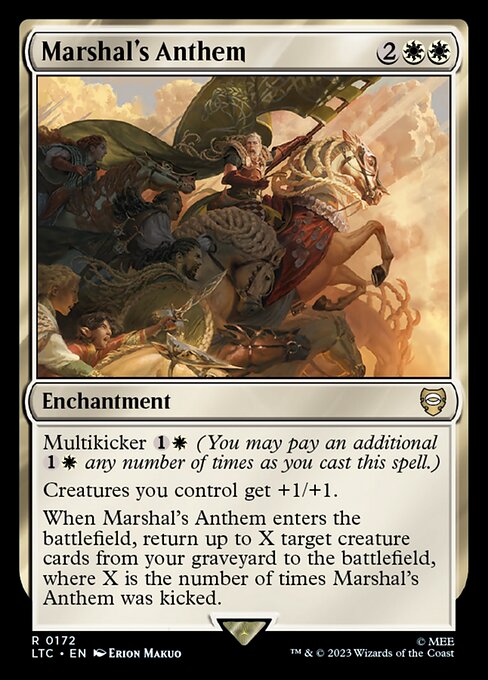 Marshal's Anthem 2
Enchantment
Multikicker 1 (You may pay an additional
1 any number of times as you cast this spell.)
Creatures you control get +1/+1.
When Marshal's Anthem enters the
battlefield, return up to X target creature
cards from your graveyard to the battlefield,
where X is the number of times Marshal's
Anthem was kicked.
R 0172 © MEE
LTC • EN Erion Makuo ™ & © 2023 Wizards of the Coast